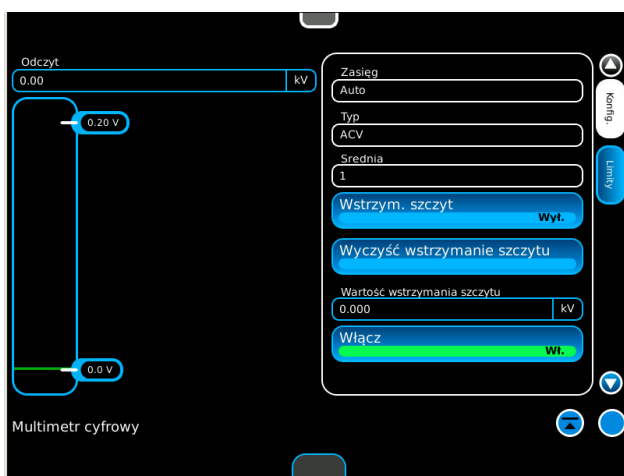 Odczyt
0.00 kV
0.20 V
0.0 V
Zasięg
Auto
Typ
ACV
Srednia
1
Wstrzym. szczyt
Wył.
Wyczyść wstrzymanie szczytu
Wartość wstrzymania szczytu
0.000 kV
Włącz
Wł.
Konfig.
Limity
Multimetr cyfrowy